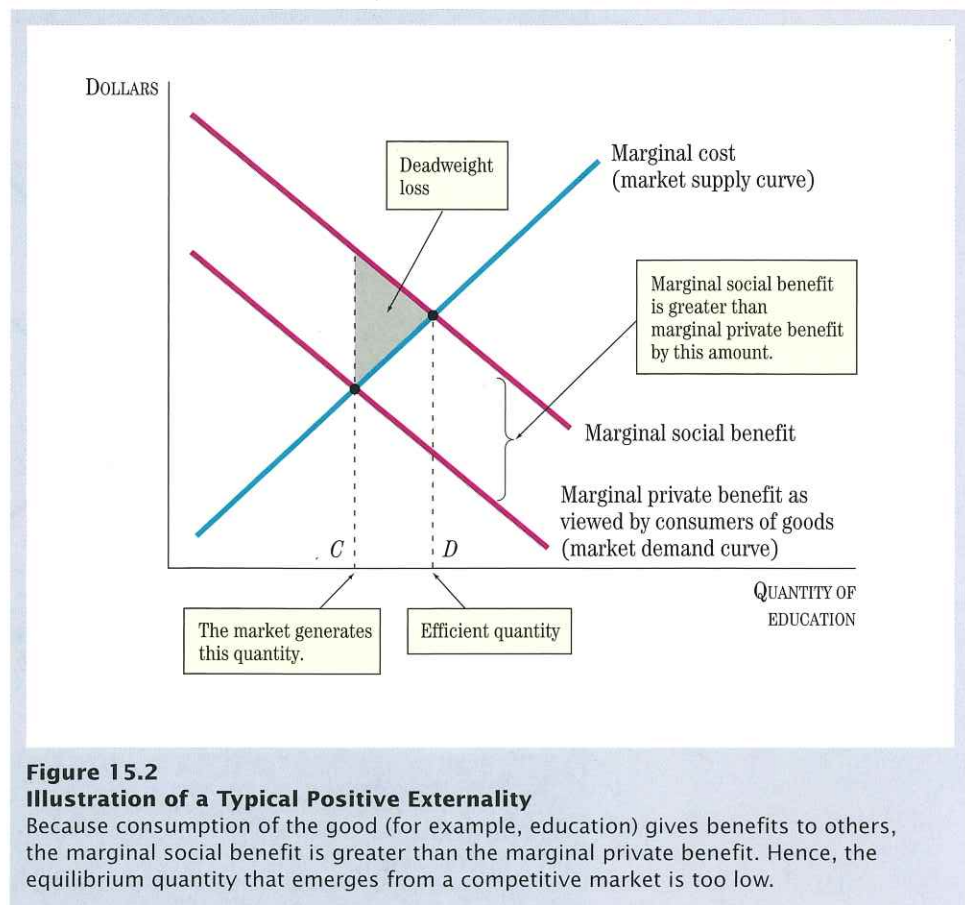 DOLLARS
Deadweight
loss
Marginal cost
(market supply curve)
Marginal social benefit
is greater than
marginal private benefit
by this amount.
Marginal social benefit
Marginal private benefit as
viewed by consumers of goods
(market demand curve)
C
D
QUANTITY OF
EDUCATION
The market generates
this quantity.
Efficient quantity
Figure 15.2
Illustration of a Typical Positive Externality
Because consumption of the good (for example, education) gives benefits to others,
the marginal social benefit is greater than the marginal private benefit. Hence, the
equilibrium quantity that emerges from a competitive market is too low.